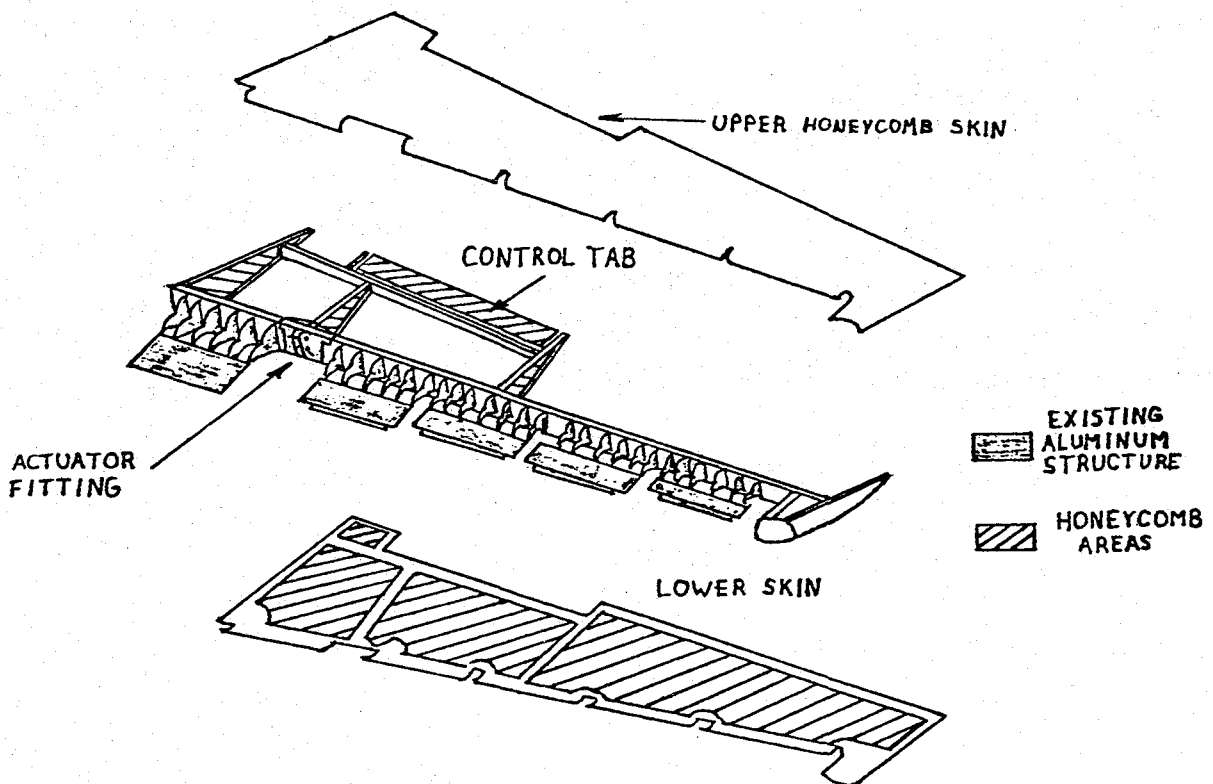 UPPER HONEYCOMB SKIN
CONTROL TAB
ACTUATOR
FITTING
EXISTING
ALUMINUM
STRUCTURE
HONEYCOMB
AREAS
LOWER SKIN